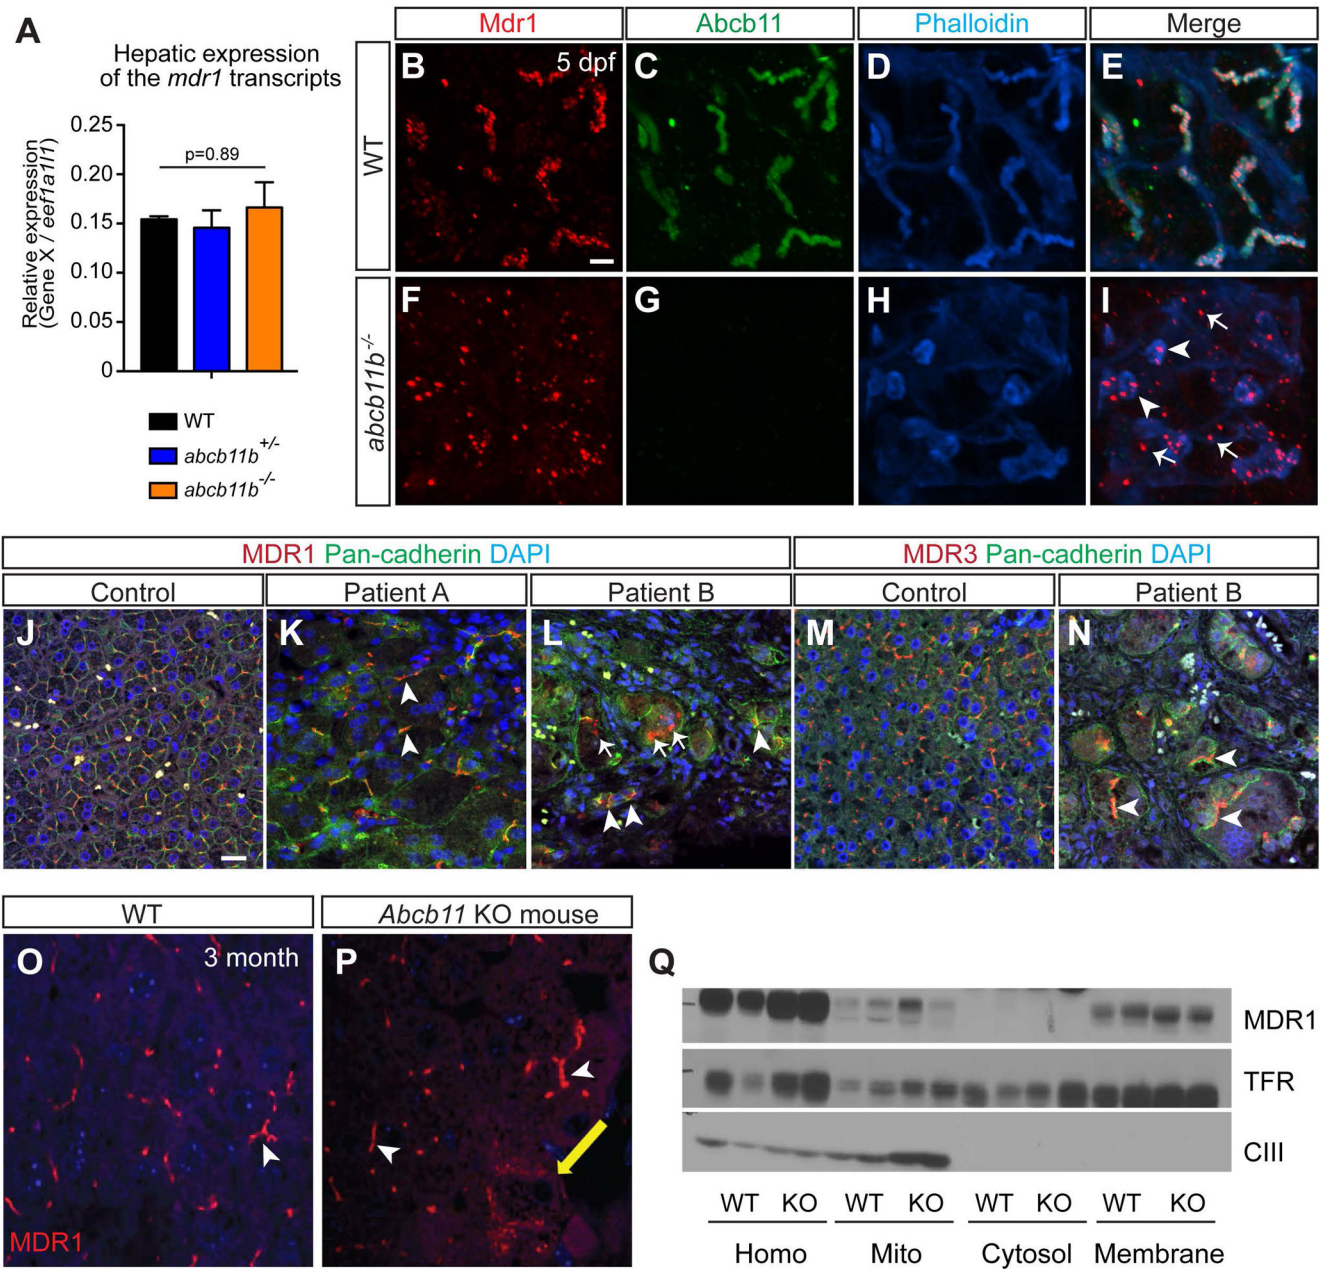 A
Hepatic expression
of the mdr1 transcripts
Relative expression
(Gene X / eef1a1l1)
0.25
0.20
0.15
0.10
0.05
0
p=0.89
WT
abcb11b+/-
abcb11b-/-
Mdr1
Abcb11
Phalloidin
Merge
WT
B
5 dpf
C
D
E
abcb11b-/-
F
G
H
I
MDR1 Pan-cadherin DAPI
MDR3 Pan-cadherin DAPI
Control
Patient A
Patient B
Control
Patient B
J
K
L
M
N
WT
Abcb11 KO mouse
O
3 month
P
MDR1
Q
MDR1
TFR
CIII
WT KO WT KO WT KO WT KO
Homo Mito Cytosol Membrane